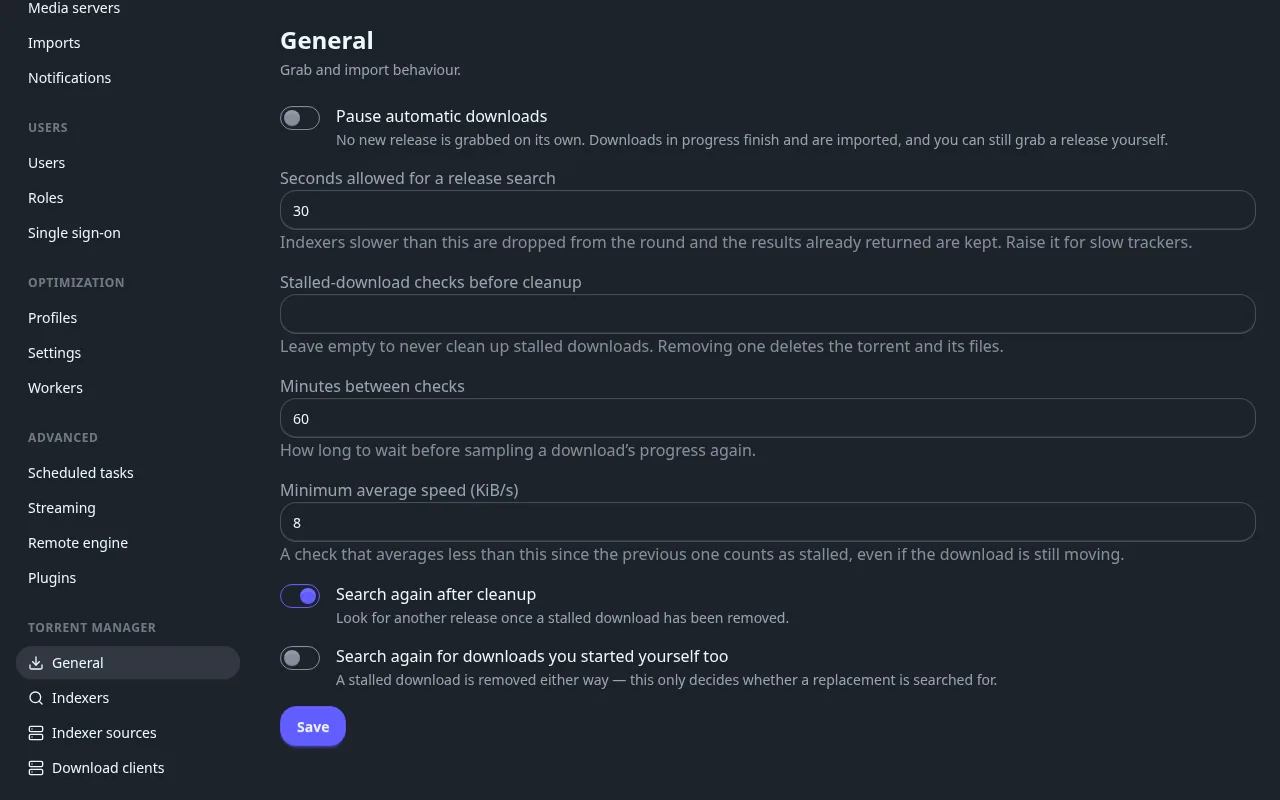 Media servers
Imports
Notifications
USERS
Users
Roles
Single sign-on
OPTIMIZATION
Profiles
Settings
Workers
ADVANCED
Scheduled tasks
Streaming
Remote engine
Plugins
TORRENT MANAGER
General
Indexers
Indexer sources
Download clients
General
Grab and import behaviour.
Pause automatic downloads
No new release is grabbed on its own. Downloads in progress finish and are imported, and you can still grab a release yourself.
Seconds allowed for a release search
30
Indexers slower than this are dropped from the round and the results already returned are kept. Raise it for slow trackers.
Stalled-download checks before cleanup
Leave empty to never clean up stalled downloads. Removing one deletes the torrent and its files.
Minutes between checks
60
How long to wait before sampling a download’s progress again.
Minimum average speed (KiB/s)
8
A check that averages less than this since the previous one counts as stalled, even if the download is still moving.
Search again after cleanup
Look for another release once a stalled download has been removed.
Search again for downloads you started yourself too
A stalled download is removed either way — this only decides whether a replacement is searched for.
Save